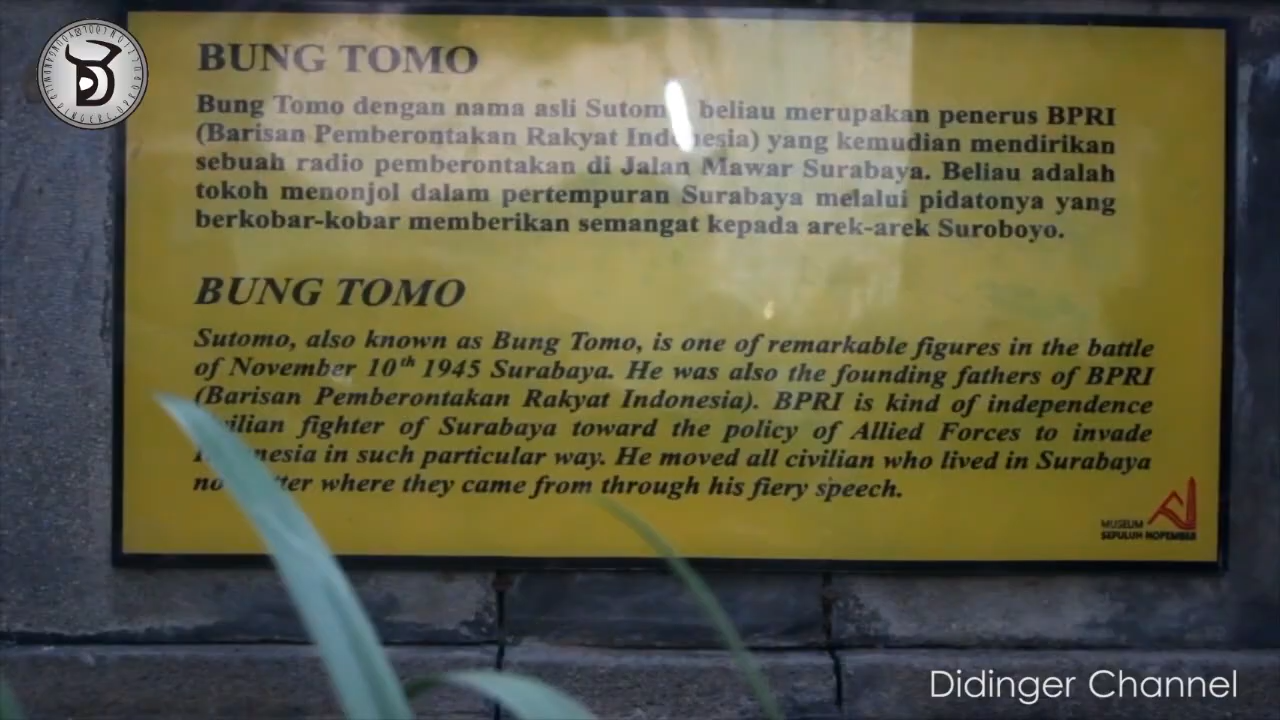 BUNG TOMO
Bung Tomo dengan nama asli beliau merupakan penerus BPRI
(Barisan Pemberontakan Rakyat yang kemudian mendirikan
sebuah radio pemberontakan di Jalan Mawar Surabaya. Beliau adalah
tokoh menonjol dalam pertempuran Surabaya melalui pidatonya yang
berkobar-kobar memberikan semangat kepada arek-arek Suroboyo.
BUNG TOMO
Sutomo, also known as Bung Tomo, is one of remarkable figures in the battle
of November 10th 1945 Surabaya. He was also the founding fathers of BPRI
(Barisan Pemberontakan Rakyat Indonesia). BPRI is kind of independence
fighter of Surabaya toward the policy of Allied Forces to invade
in such particular way. He moved all civilian who lived in Surabaya
where they came from through his fiery speech.
MUSEUM
SEPULUH NOPEMBER
Didinger Channel